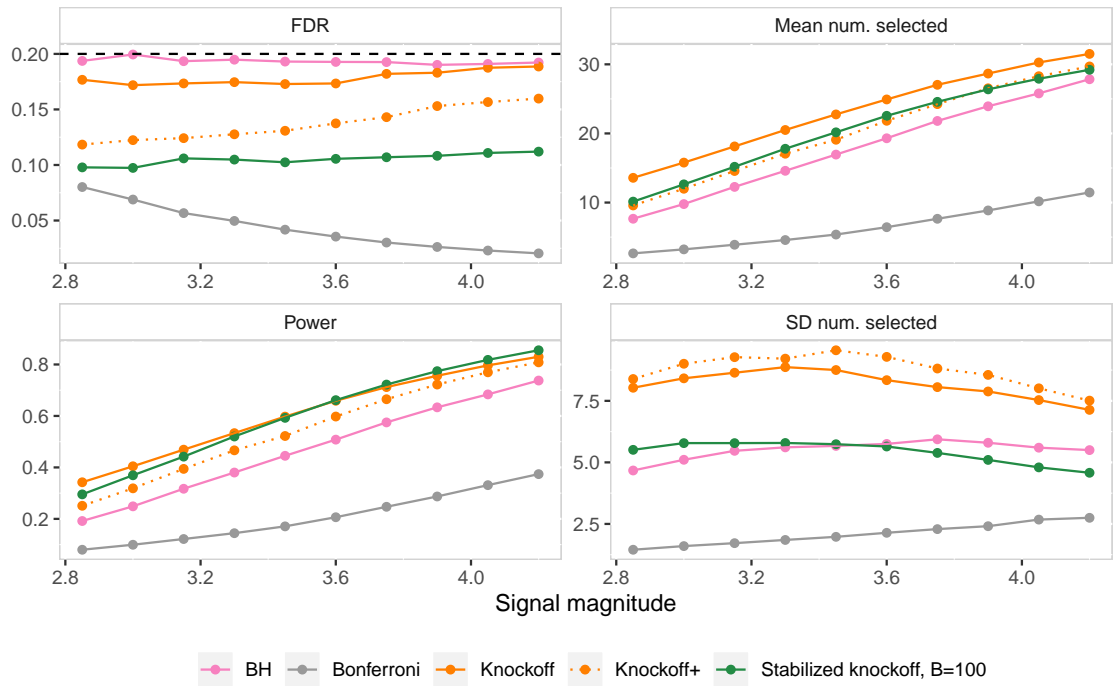 FDR
0.20
0.15
0.10
0.05
2.8 3.2 3.6 4.0
Mean num. selected
30
20
10
2.8 3.2 3.6 4.0
Power
0.8
0.6
0.4
0.2
2.8 3.2 3.6 4.0
SD num. selected
7.5
5.0
2.5
2.8 3.2 3.6 4.0
Signal magnitude
BH Bonferroni Knockoff Knockoff+ Stabilized knockoff, B=100